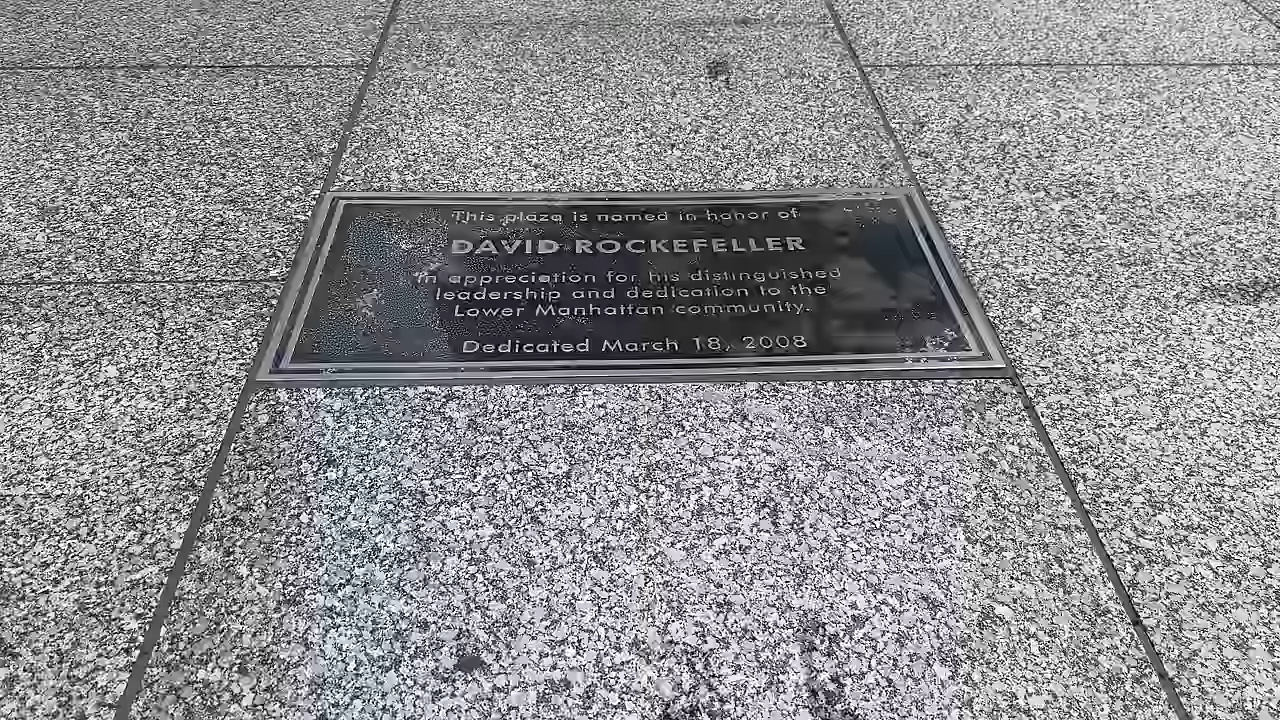 This plaza is named in honor of
DAVID ROCKEFELLER
in appreciation for his distinguished
leadership and dedication to the
Lower Manhattan community.
Dedicated March 18, 2008